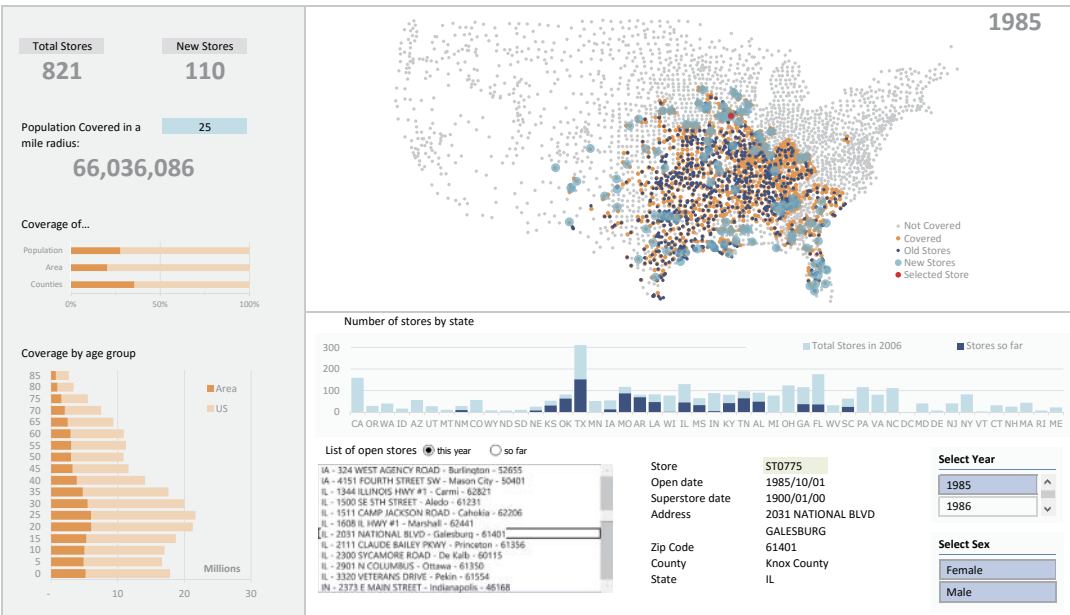 Total Stores
New Stores
821
110
Population Covered in a
mile radius:
25
66,036,086
Coverage of...
Population
Area
Counties
0%
50%
100%
Coverage by age group
85
80
75
70
65
60
55
50
45
40
35
30
25
20
15
10
5
0
Area
US
Millions
-
10
20
30
1985
Not Covered
Covered
Old Stores
New Stores
Selected Store
Number of stores by state
300
200
100
0
Total Stores in 2006
Stores so far
CA OR WA ID AZ UT MT NM CO WY ND SD NE KS OK TX MN IA MO AR LA WI IL MS IN KY TN AL MI OH GA FL WV SC PA VA NC DC MD DE NJ NY VT CT NH MA RI ME
List of open stores
this year
so far
IA - 324 WEST AGENCY ROAD - Burlington - 52655
IA - 4151 FOURTH STREET SW - Mason City - 50401
IL - 1344 ILLINOIS HWY #1 - Carmi - 62821
IL - 1500 SE 5TH STREET - Aledo - 61231
IL - 1511 CAMP JACKSON ROAD - Cahokia - 62206
IL - 1608 IL HWY #1 - Marshall - 62441
IL - 2031 NATIONAL BLVD - Galesburg - 61401
IL - 2111 CLAUDE BAILEY PKWY - Princeton - 61356
IL - 2300 SYCAMORE ROAD - De Kalb - 60115
IL - 2901 N COLUMBUS - Ottawa - 61350
IL - 3320 VETERANS DRIVE - Pekin - 61554
IN - 2373 E MAIN STREET - Indianapolis - 46168
Store ST0775
Open date 1985/10/01
Superstore date 1900/01/00
Address 2031 NATIONAL BLVD
GALESBURG
Zip Code 61401
County Knox County
State IL
Select Year
1985
1986
Select Sex
Female
Male